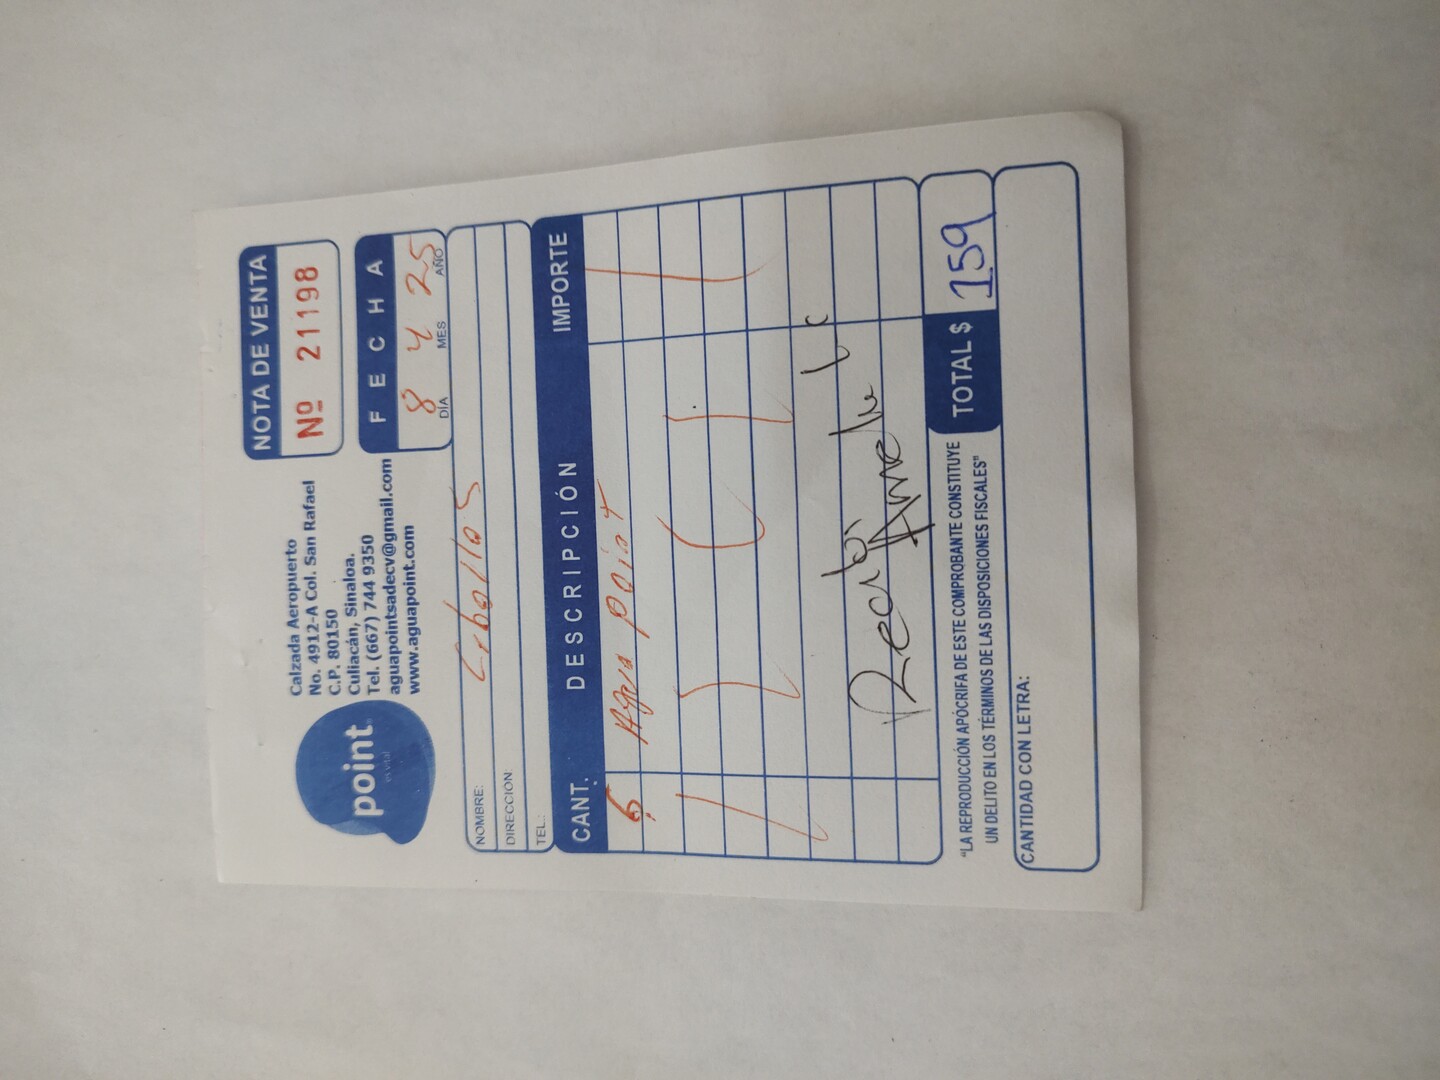 point®
es vital
Calzada Aeropuerto
No. 4912-A Col. San Rafael
C.P. 80150
Culiacán, Sinaloa.
Tel. (667) 744 9350
aguapointsadecv@gmail.com
www.aguapoint.com
NOTA DE VENTA
Nº 21198
FECHA
8 4 25
DÍA MES AÑO
NOMBRE: Ceballos
DIRECCIÓN:
TEL.:
CANT. DESCRIPCIÓN IMPORTE
Agua Point
Recibí
"LA REPRODUCCIÓN APÓCRIFA DE ESTE COMPROBANTE CONSTITUYE
UN DELITO EN LOS TÉRMINOS DE LAS DISPOSICIONES FISCALES"
TOTAL $ 159
CANTIDAD CON LETRA: